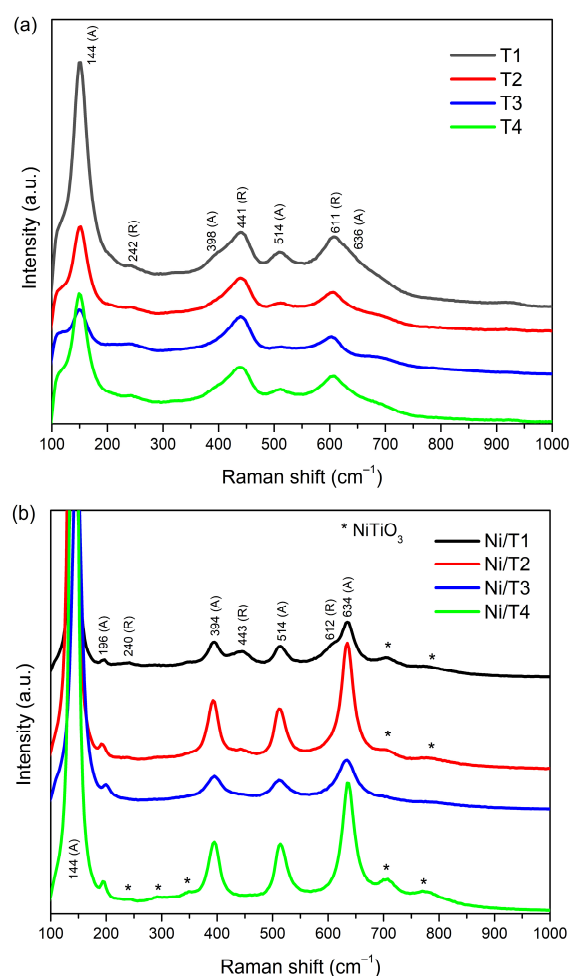 (a)
144 (A)
242 (R)
398 (A)
441 (R)
514 (A)
611 (R)
636 (A)
T1
T2
T3
T4
Intensity (a.u.)
100 200 300 400 500 600 700 800 900 1000
Raman shift (cm⁻¹)
(b)
* NiTiO₃
Ni/T1
Ni/T2
Ni/T3
Ni/T4
144 (A)
196 (A)
240 (R)
394 (A)
443 (R)
514 (A)
612 (R)
634 (A)
* *
* *
* * * * *
Intensity (a.u.)
100 200 300 400 500 600 700 800 900 1000
Raman shift (cm⁻¹)